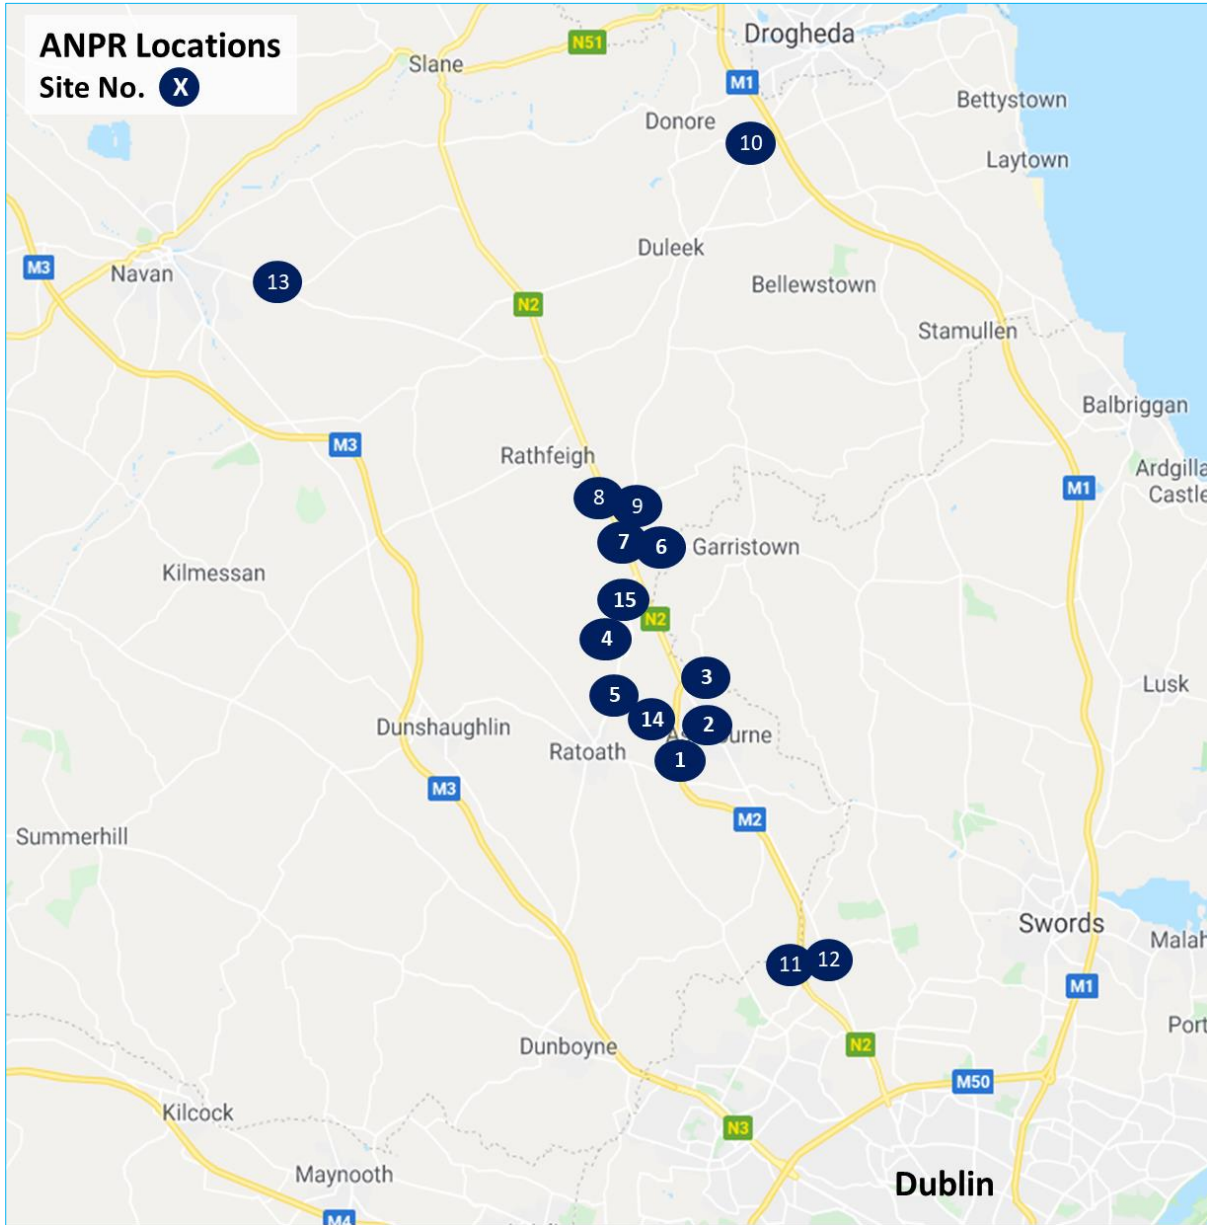 ANPR Locations
Site No. X
Drogheda
N51
Slane
M1
Bettystown
Donore
10
Laytown
Duleek
M3
Navan
13
Bellewstown
N2
Stamullen
Balbriggan
M3
Rathfeigh
Ardgilla
Castle
M1
8
9
7
6
Garristown
Kilmessan
15
N2
4
3
Lusk
5
14
2
Dunshaughlin
Ratoath
1
M3
M2
Summerhill
Swords
Malah
11
12
M1
Port
Dunboyne
N2
M50
Kilcock
N3
Maynooth
Dublin
M4